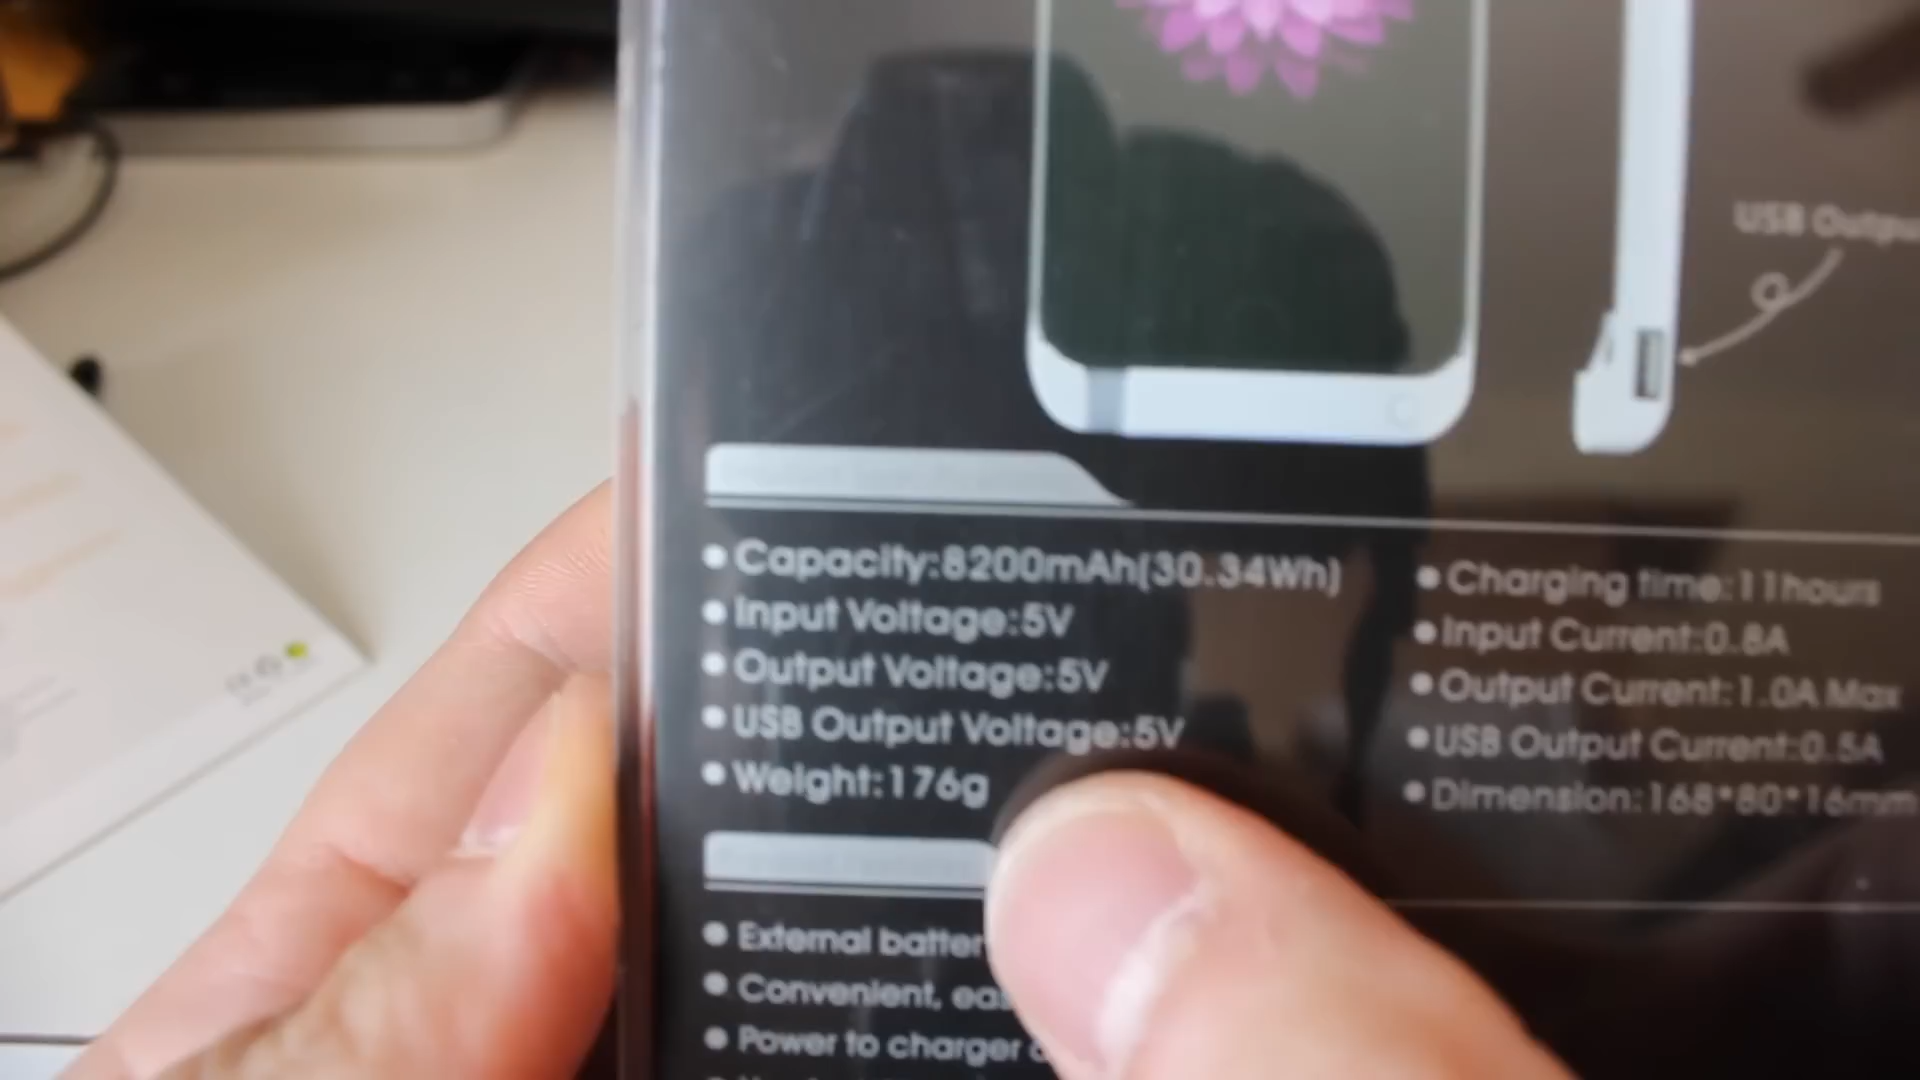 USB Outpu
Capacity:8200mAh(30.34Wh)
Input Voltage:5V
Output Voltage:5V
USB Output Voltage:5V
Weight:176g
Charging time:11hours
Input Current:0.8A
Output Current:1.0A Max
USB Output Current:0.5A
Dimension:168*80*16mm
External batter
Convenient, eas
Power to charger